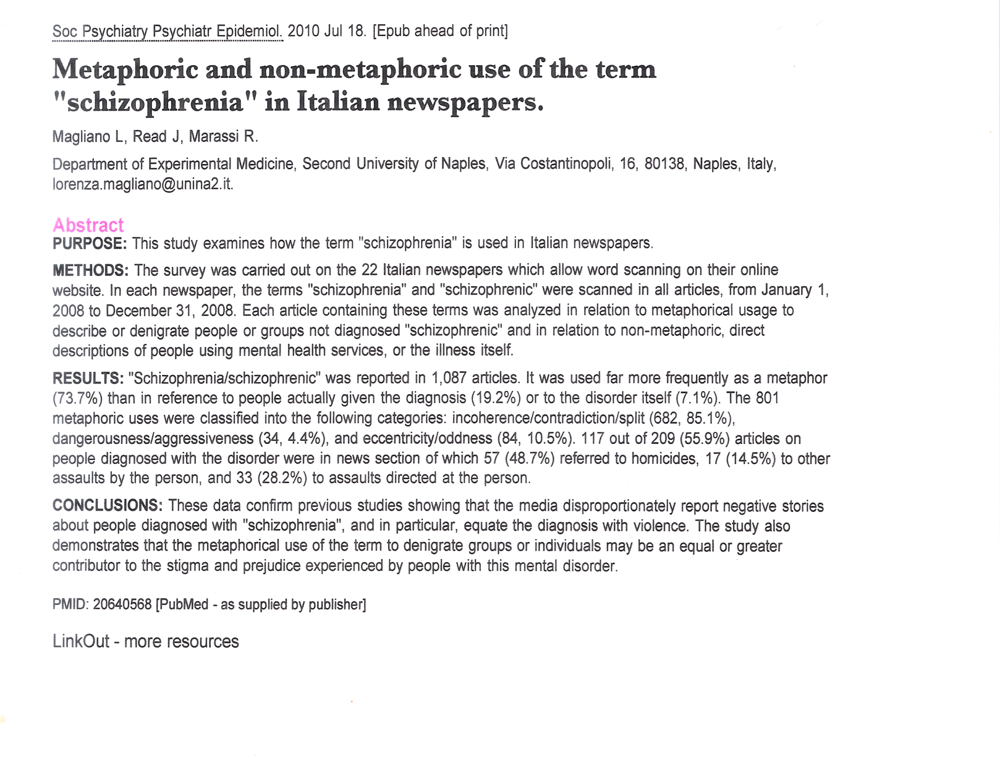 Soc Psychiatry Psychiatr Epidemiol. 2010 Jul 18. [Epub ahead of print]
Metaphoric and non-metaphoric use of the term
"schizophrenia" in Italian newspapers.
Magliano L, Read J, Marassi R.
Department of Experimental Medicine, Second University of Naples, Via Costantinopoli, 16, 80138, Naples, Italy,
lorenza.magliano@unina2.it.
Abstract
PURPOSE: This study examines how the term "schizophrenia" is used in Italian newspapers.
METHODS: The survey was carried out on the 22 Italian newspapers which allow word scanning on their online
website. In each newspaper, the terms "schizophrenia" and "schizophrenic" were scanned in all articles, from January 1,
2008 to December 31, 2008. Each article containing these terms was analyzed in relation to metaphorical usage to
describe or denigrate people or groups not diagnosed "schizophrenic" and in relation to non-metaphoric, direct
descriptions of people using mental health services, or the illness itself.
RESULTS: "Schizophrenia/schizophrenic" was reported in 1,087 articles. It was used far more frequently as a metaphor
(73.7%) than in reference to people actually given the diagnosis (19.2%) or to the disorder itself (7.1%). The 801
metaphoric uses were classified into the following categories: incoherence/contradiction/split (682, 85.1%),
dangerousness/aggressiveness (34, 4.4%), and eccentricity/oddness (84, 10.5%). 117 out of 209 (55.9%) articles on
people diagnosed with the disorder were in news section of which 57 (48.7%) referred to homicides, 17 (14.5%) to other
assaults by the person, and 33 (28.2%) to assaults directed at the person.
CONCLUSIONS: These data confirm previous studies showing that the media disproportionately report negative stories
about people diagnosed with "schizophrenia", and in particular, equate the diagnosis with violence. The study also
demonstrates that the metaphorical use of the term to denigrate groups or individuals may be an equal or greater
contributor to the stigma and prejudice experienced by people with this mental disorder.
PMID: 20640568 [PubMed - as supplied by publisher]
LinkOut - more resources